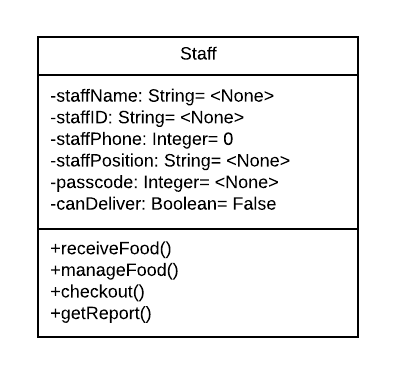 Staff
-staffName: String= <None>
-staffID: String= <None>
-staffPhone: Integer= 0
-staffPosition: String= <None>
-passcode: Integer= <None>
-canDeliver: Boolean= False
+receiveFood()
+manageFood()
+checkout()
+getReport()